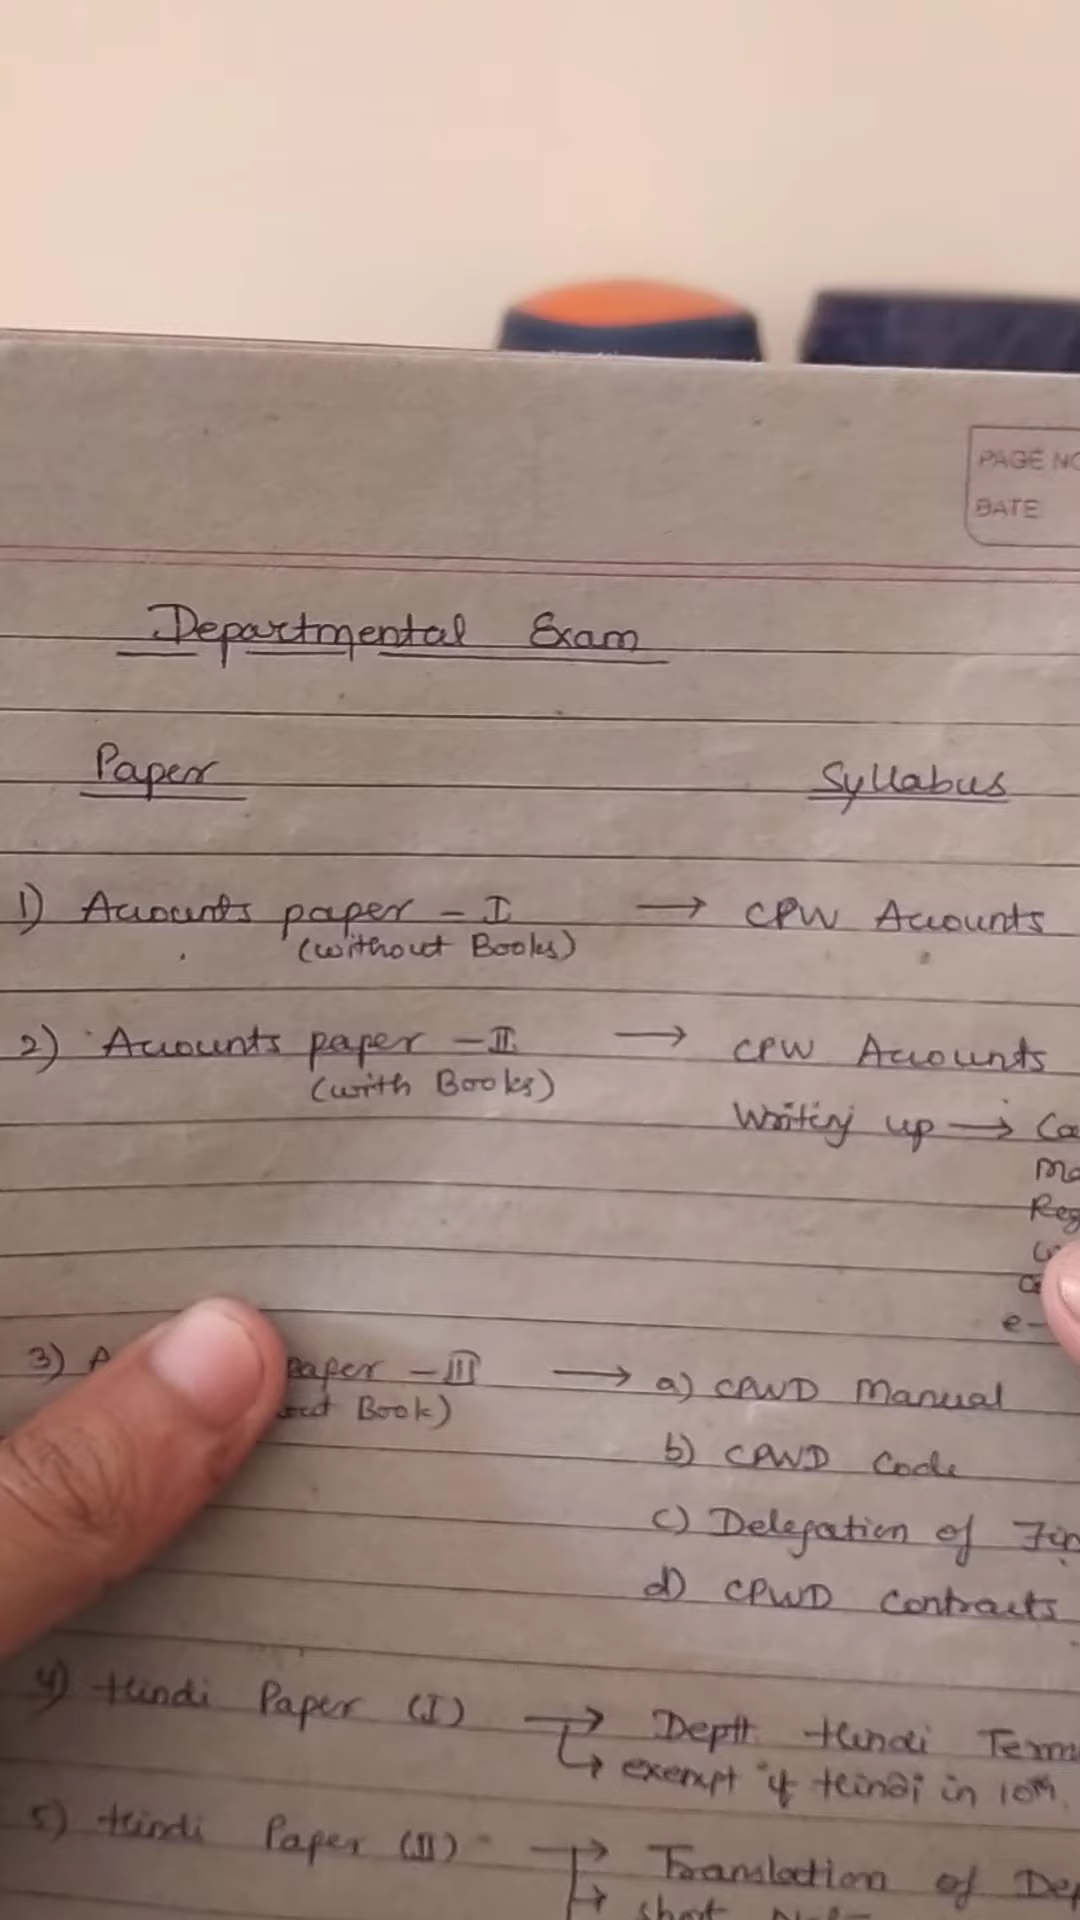 PAGE NO
DATE
Departmental Exam
Paper Syllabus
1) Accounts paper - I → CPW Accounts
(without Books)
2) Accounts paper - II → CPW Accounts
(with Books)
Writing up →
3) paper - III → a) CPWD Manual
Book)
b) CPWD Code
c) Delegation of
d) CPWD Contracts
4) Hindi Paper (I) → Deptt. Hindi
↳ exempt if Hindi in 10th.
5) Hindi Paper (II) → Translation of
↳ short